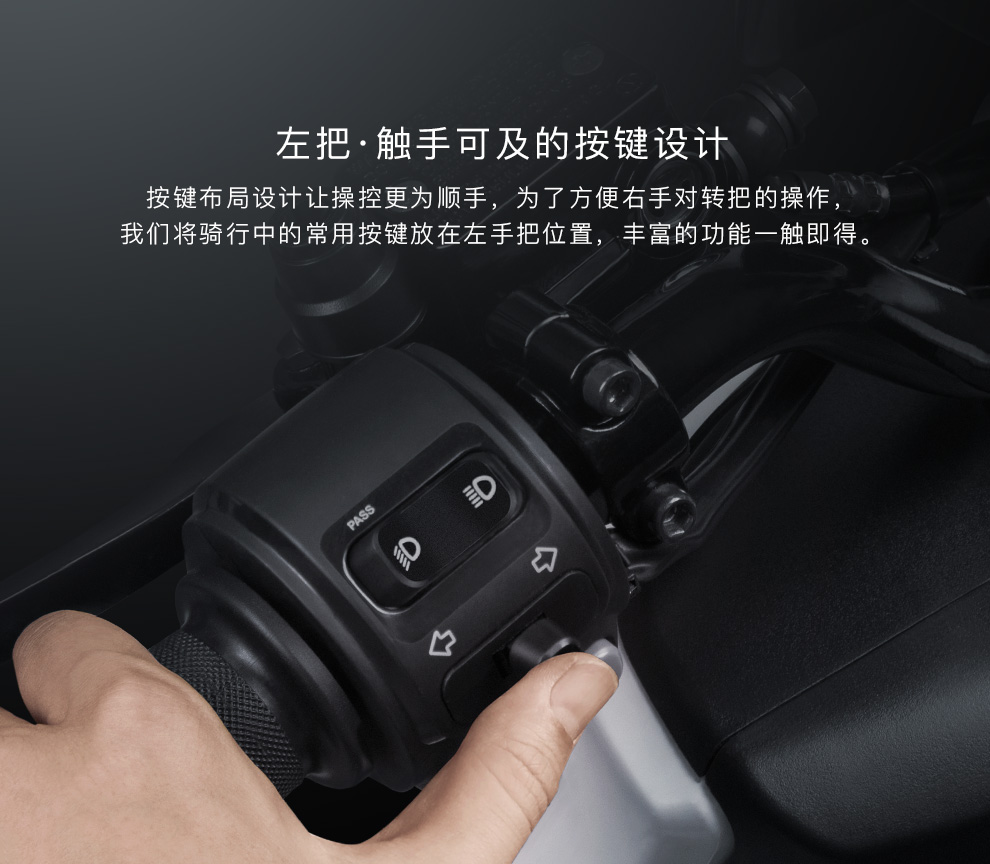 左把·触手可及的按键设计
按键布局设计让操控更为顺手，为了方便右手对转把的操作，
我们将骑行中的常用按键放在左手把位置，丰富的功能一触即得。
PASS